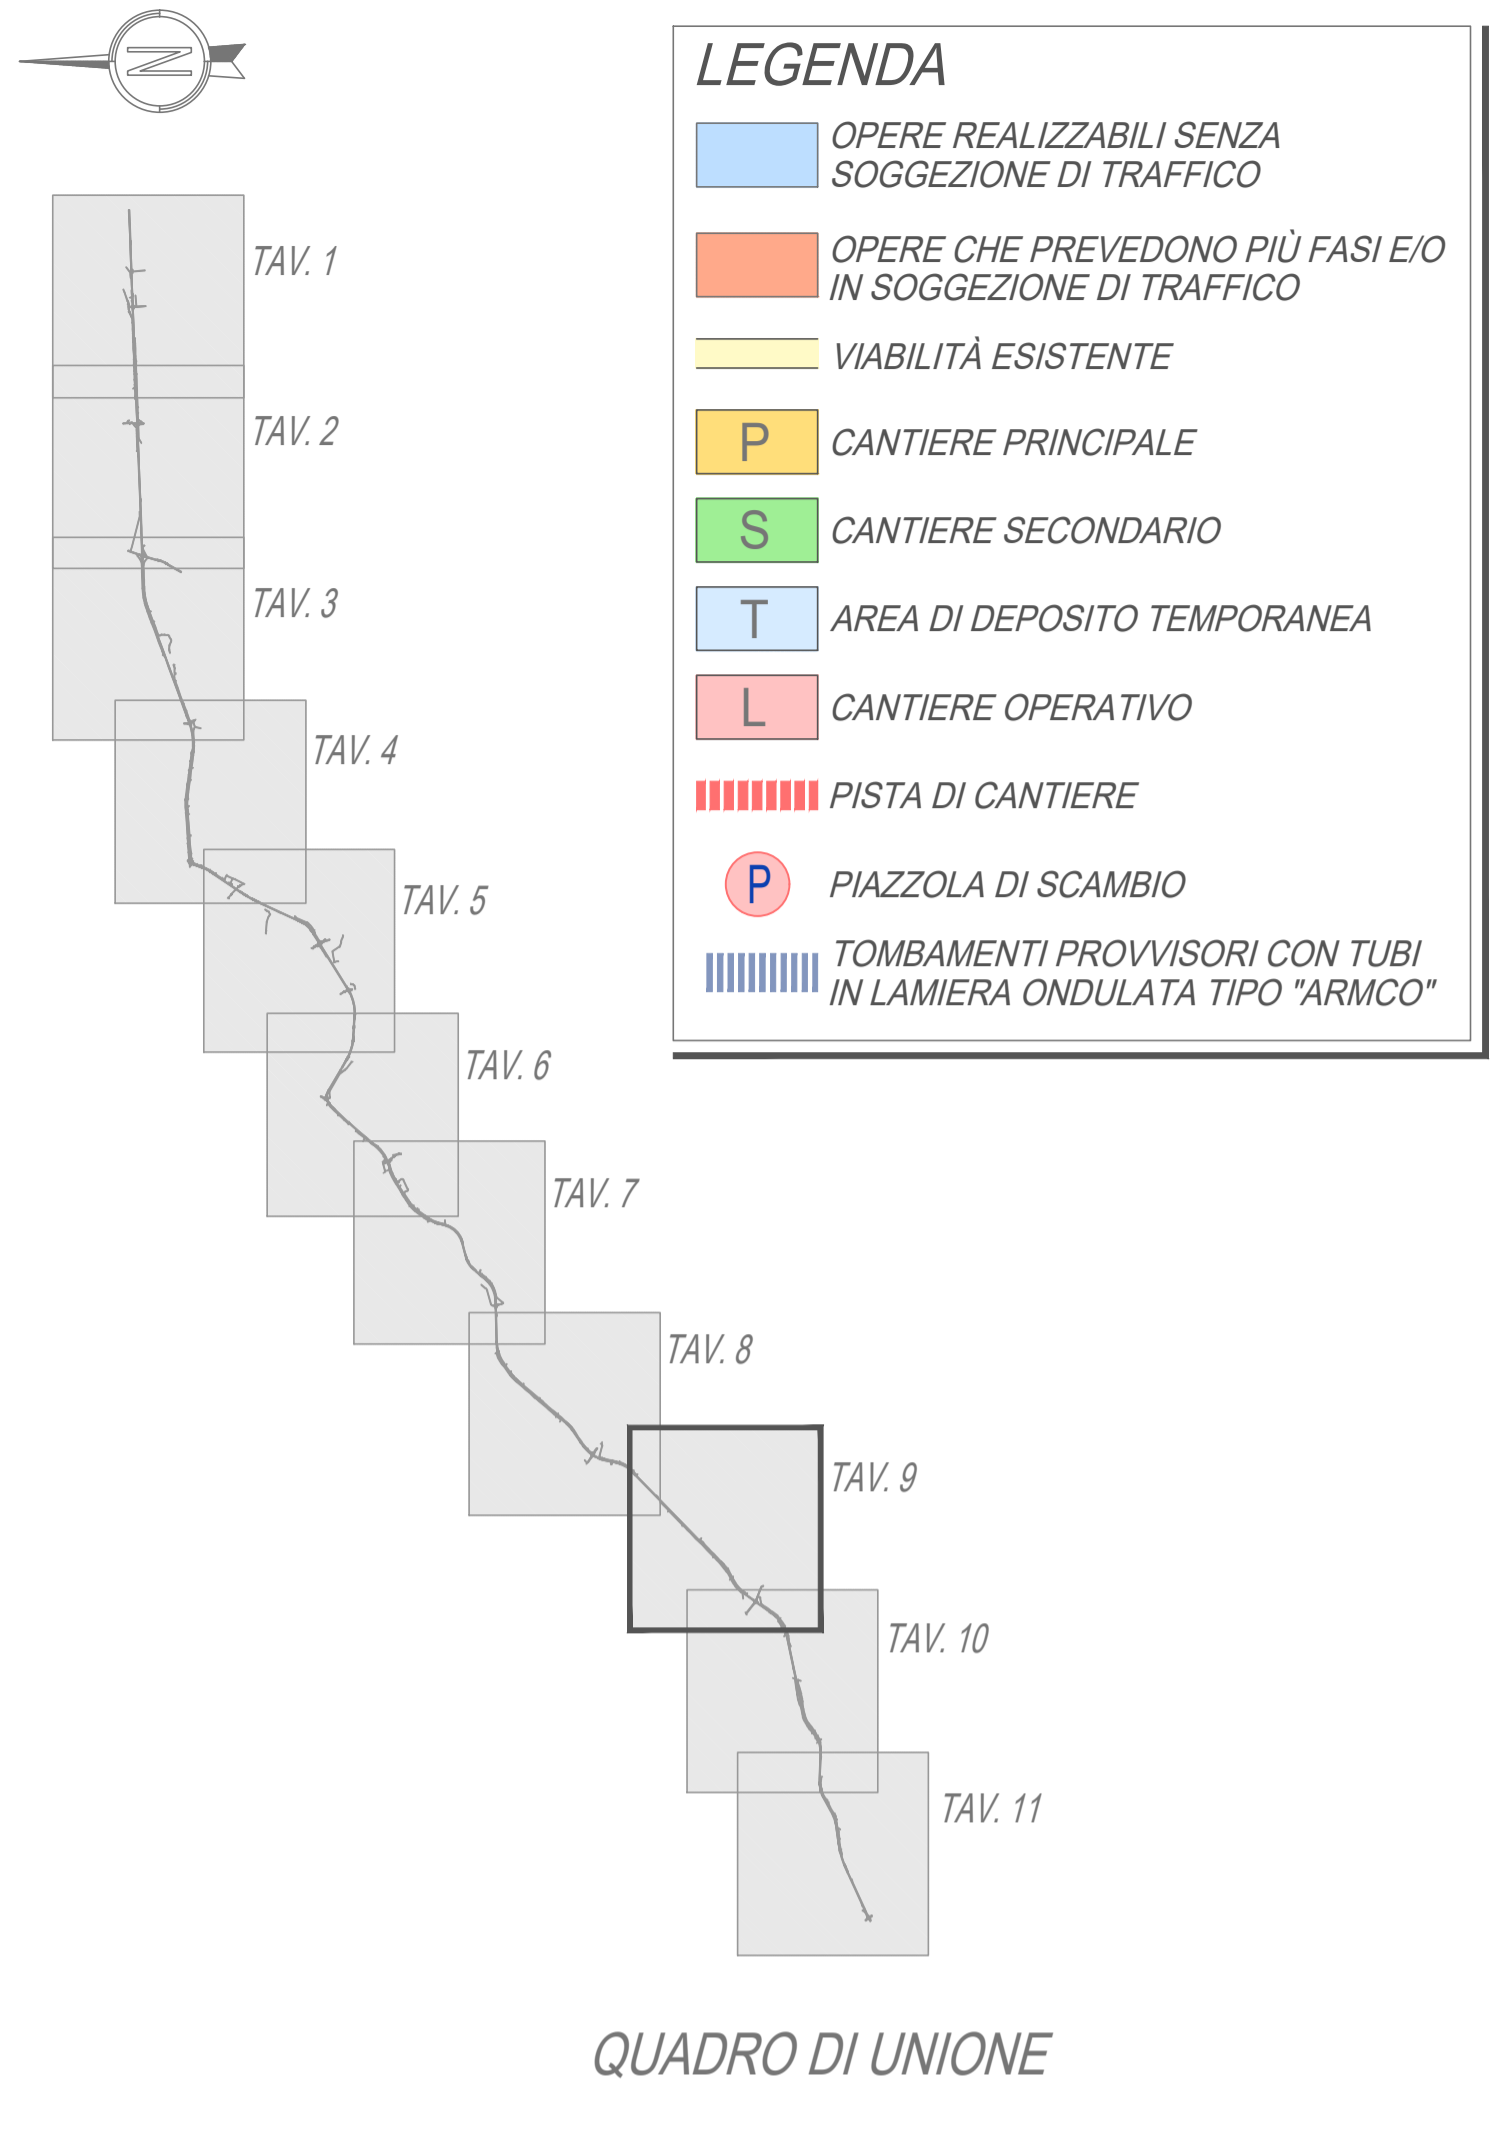 N
LEGENDA
OPERE REALIZZABILI SENZA
SOGGEZIONE DI TRAFFICO
OPERE CHE PREVEDONO PIÙ FASI E/O
IN SOGGEZIONE DI TRAFFICO
VIABILITÀ ESISTENTE
P CANTIERE PRINCIPALE
S CANTIERE SECONDARIO
T AREA DI DEPOSITO TEMPORANEA
L CANTIERE OPERATIVO
PISTA DI CANTIERE
P PIAZZOLA DI SCAMBIO
TOMBAMENTI PROVVISORI CON TUBI
IN LAMIERA ONDULATA TIPO "ARMCO"
TAV. 1
TAV. 2
TAV. 3
TAV. 4
TAV. 5
TAV. 6
TAV. 7
TAV. 8
TAV. 9
TAV. 10
TAV. 11
QUADRO DI UNIONE